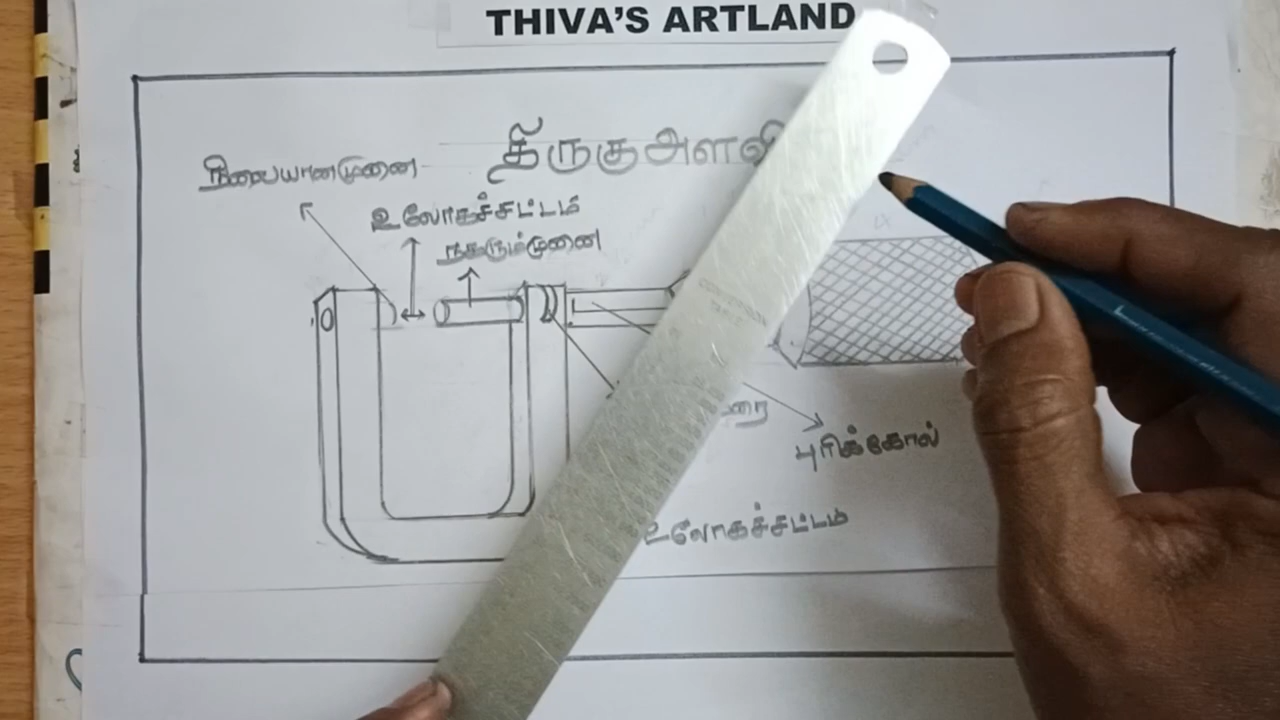 THIVA'S ARTLAND
திருகுஅளவி
நிலையானமுனை
உலோகச்சட்டம்
நகரும்முனை
புரிக்கோல்
உலோகச்சட்டம்